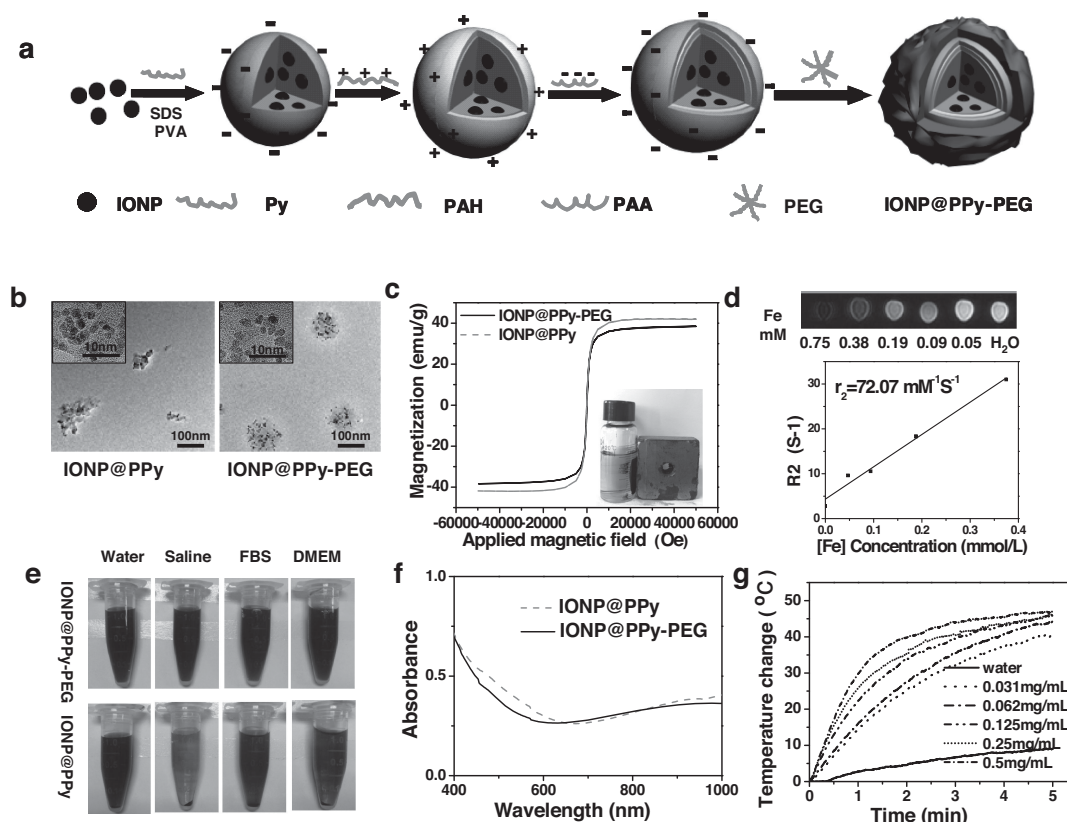 a
SDS
PVA
IONP
Py
PAH
PAA
PEG
IONP@PPy-PEG
b
10nm
10nm
100nm
100nm
IONP@PPy
IONP@PPy-PEG
c
Magnetization (emu/g)
40
20
0
-20
-40
IONP@PPy-PEG
IONP@PPy
-60000-40000-20000 0 20000 40000 60000
Applied magnetic field (Oe)
d
Fe
mM
0.75 0.38 0.19 0.09 0.05 H₂O
r₂=72.07 mM⁻¹S⁻¹
R2 (S-1)
30
20
10
0
0.0 0.1 0.2 0.3 0.4
[Fe] Concentration (mmol/L)
e
Water Saline FBS DMEM
IONP@PPy-PEG
IONP@PPy
f
Absorbance
1.0
0.5
0.0
IONP@PPy
IONP@PPy-PEG
400 600 800 1000
Wavelength (nm)
g
Temperature change (°C)
50
40
30
20
10
0
water
0.031mg/mL
0.062mg/mL
0.125mg/mL
0.25mg/mL
0.5mg/mL
0 1 2 3 4 5
Time (min)